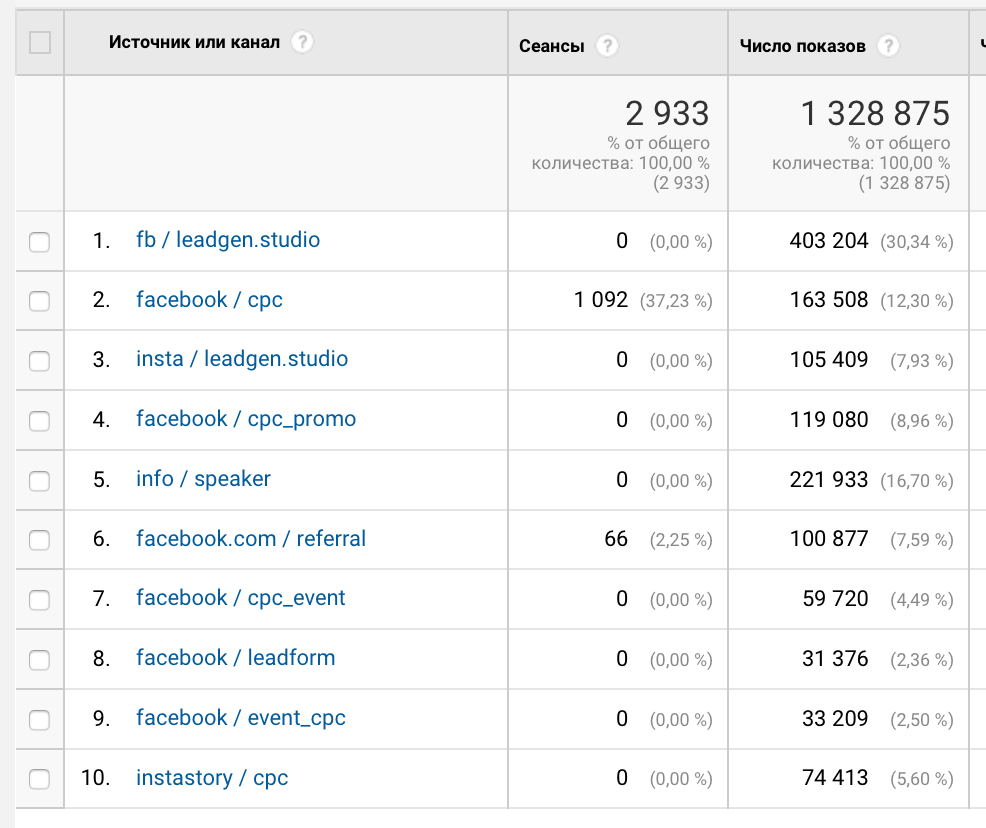 Источник или канал ? Сеансы ? Число показов ?
2 933 1 328 875
% от общего % от общего
количества: 100,00 % количества: 100,00 %
(2 933) (1 328 875)
1. fb / leadgen.studio 0 (0,00 %) 403 204 (30,34 %)
2. facebook / cpc 1 092 (37,23 %) 163 508 (12,30 %)
3. insta / leadgen.studio 0 (0,00 %) 105 409 (7,93 %)
4. facebook / cpc_promo 0 (0,00 %) 119 080 (8,96 %)
5. info / speaker 0 (0,00 %) 221 933 (16,70 %)
6. facebook.com / referral 66 (2,25 %) 100 877 (7,59 %)
7. facebook / cpc_event 0 (0,00 %) 59 720 (4,49 %)
8. facebook / leadform 0 (0,00 %) 31 376 (2,36 %)
9. facebook / event_cpc 0 (0,00 %) 33 209 (2,50 %)
10. instastory / cpc 0 (0,00 %) 74 413 (5,60 %)